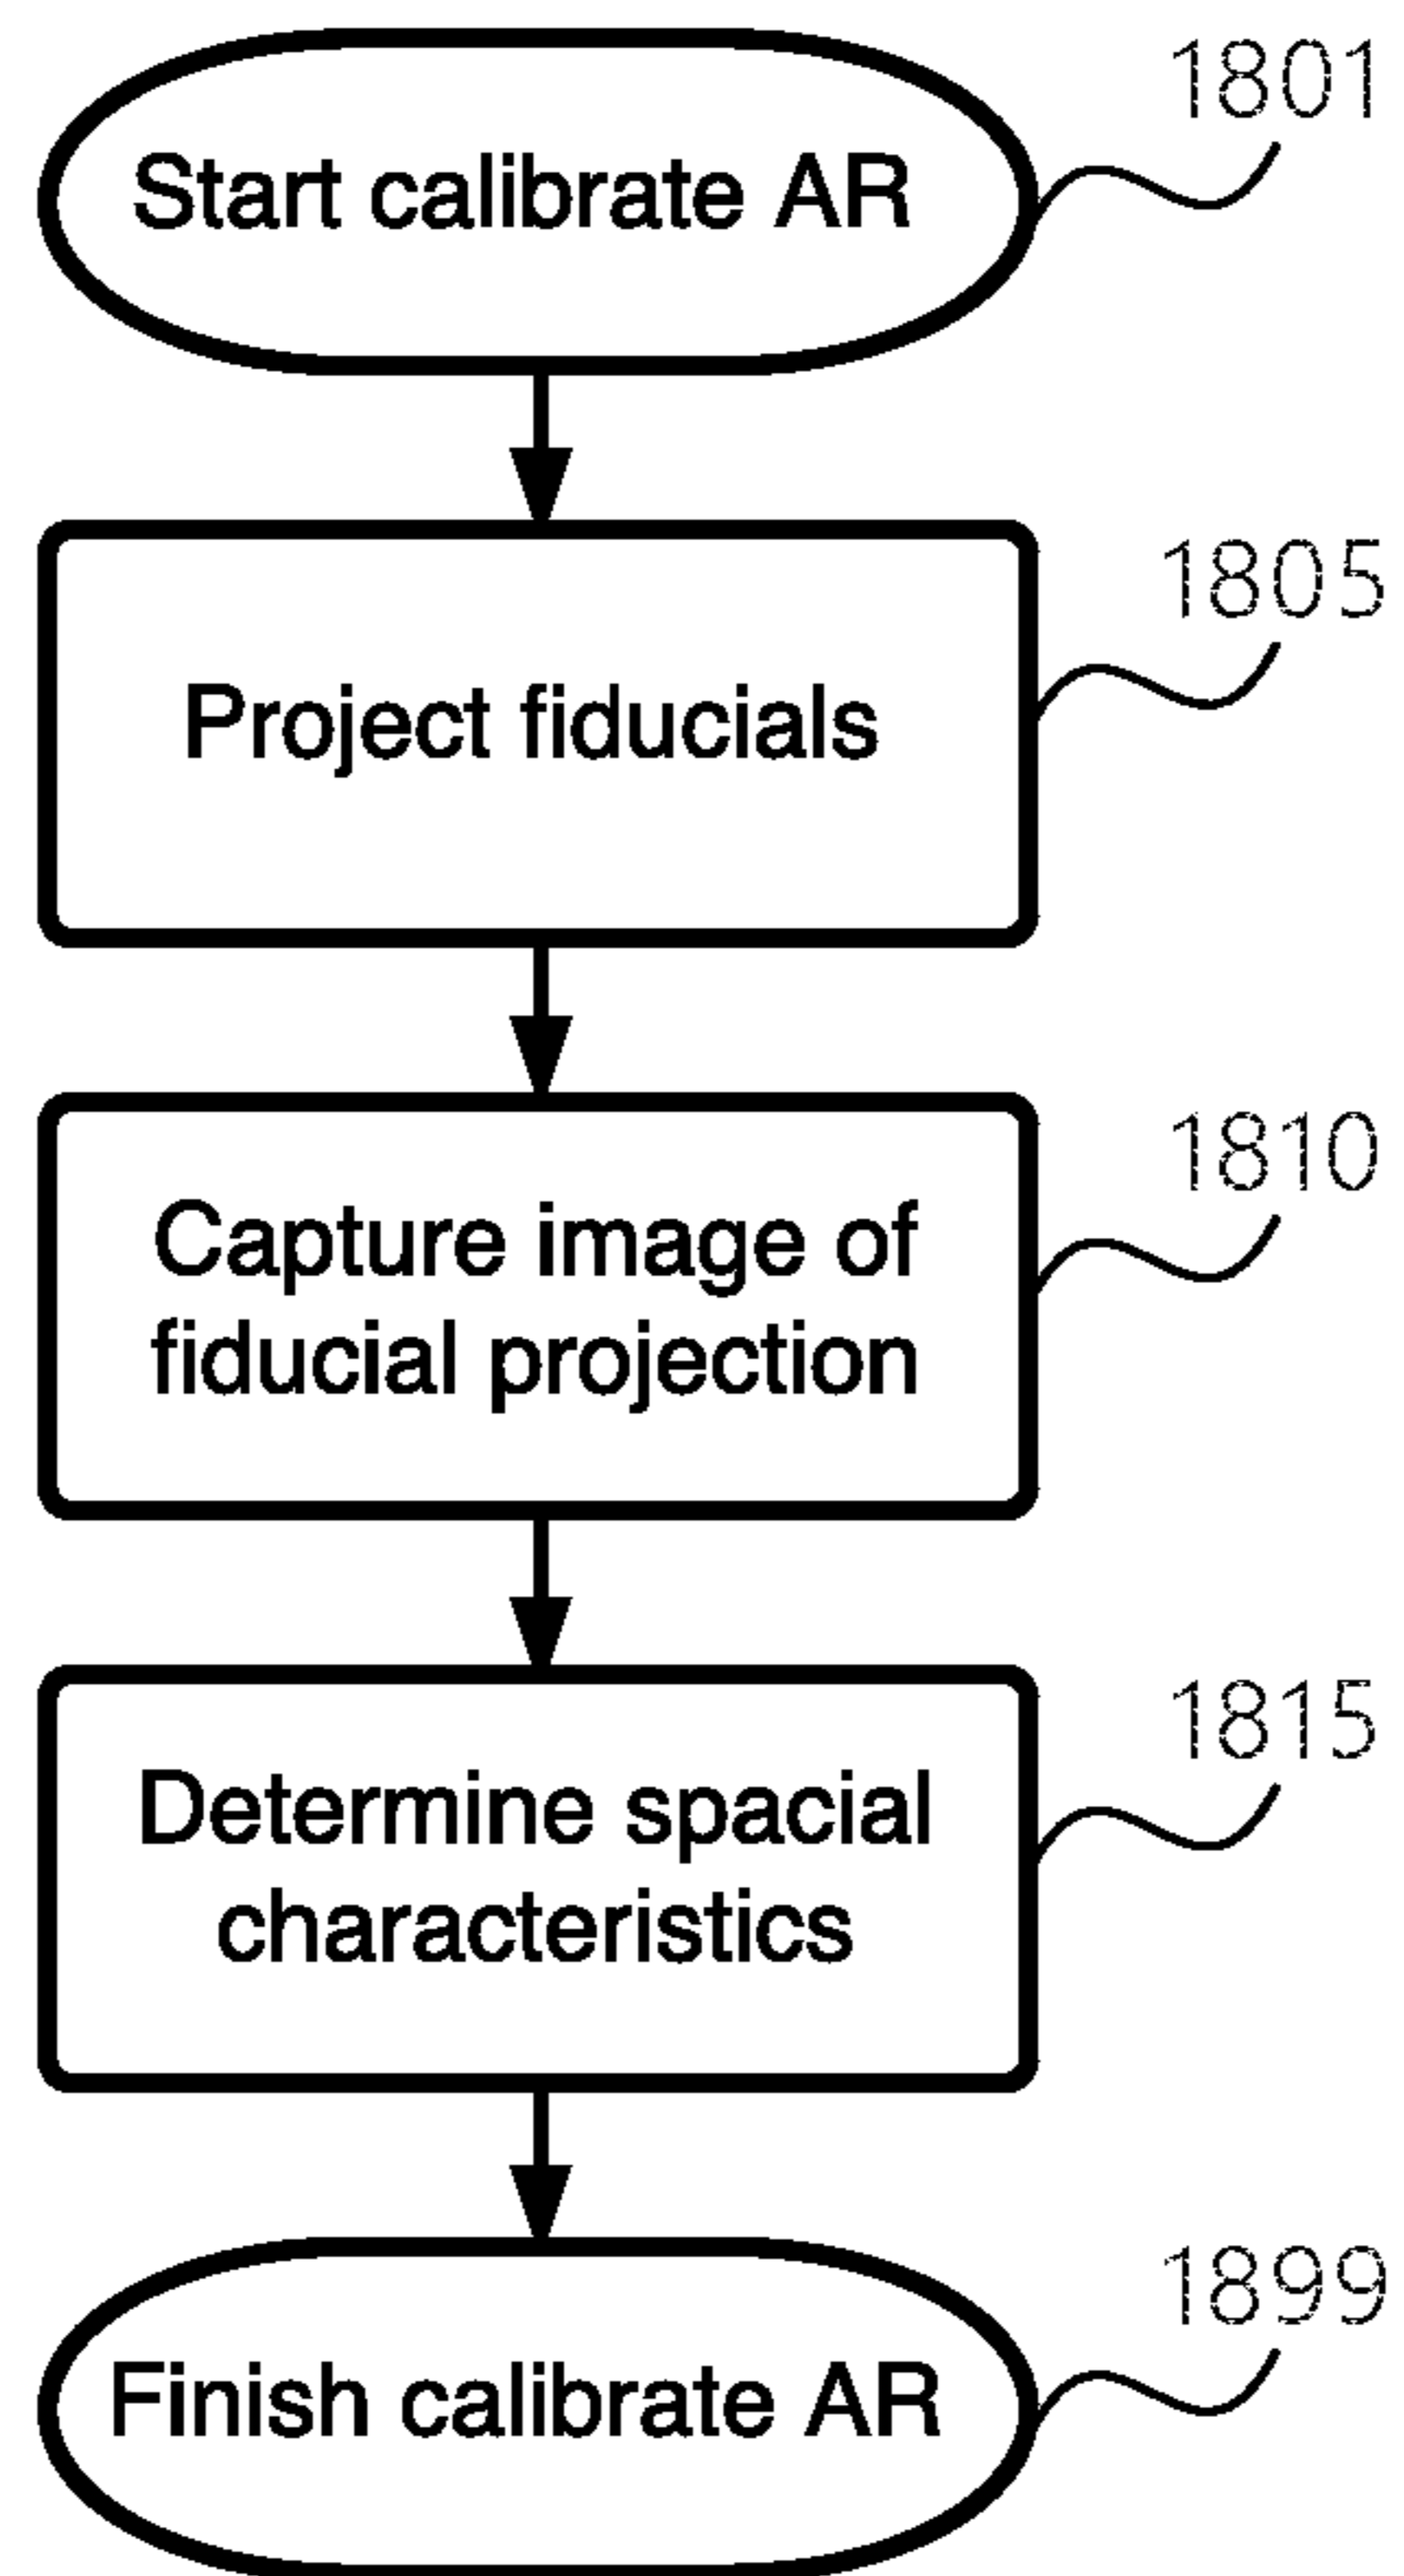 Start calibrate AR
1801
Project fiducials
1805
Capture image of
fiducial projection
1810
Determine spacial
characteristics
1815
Finish calibrate AR
1899